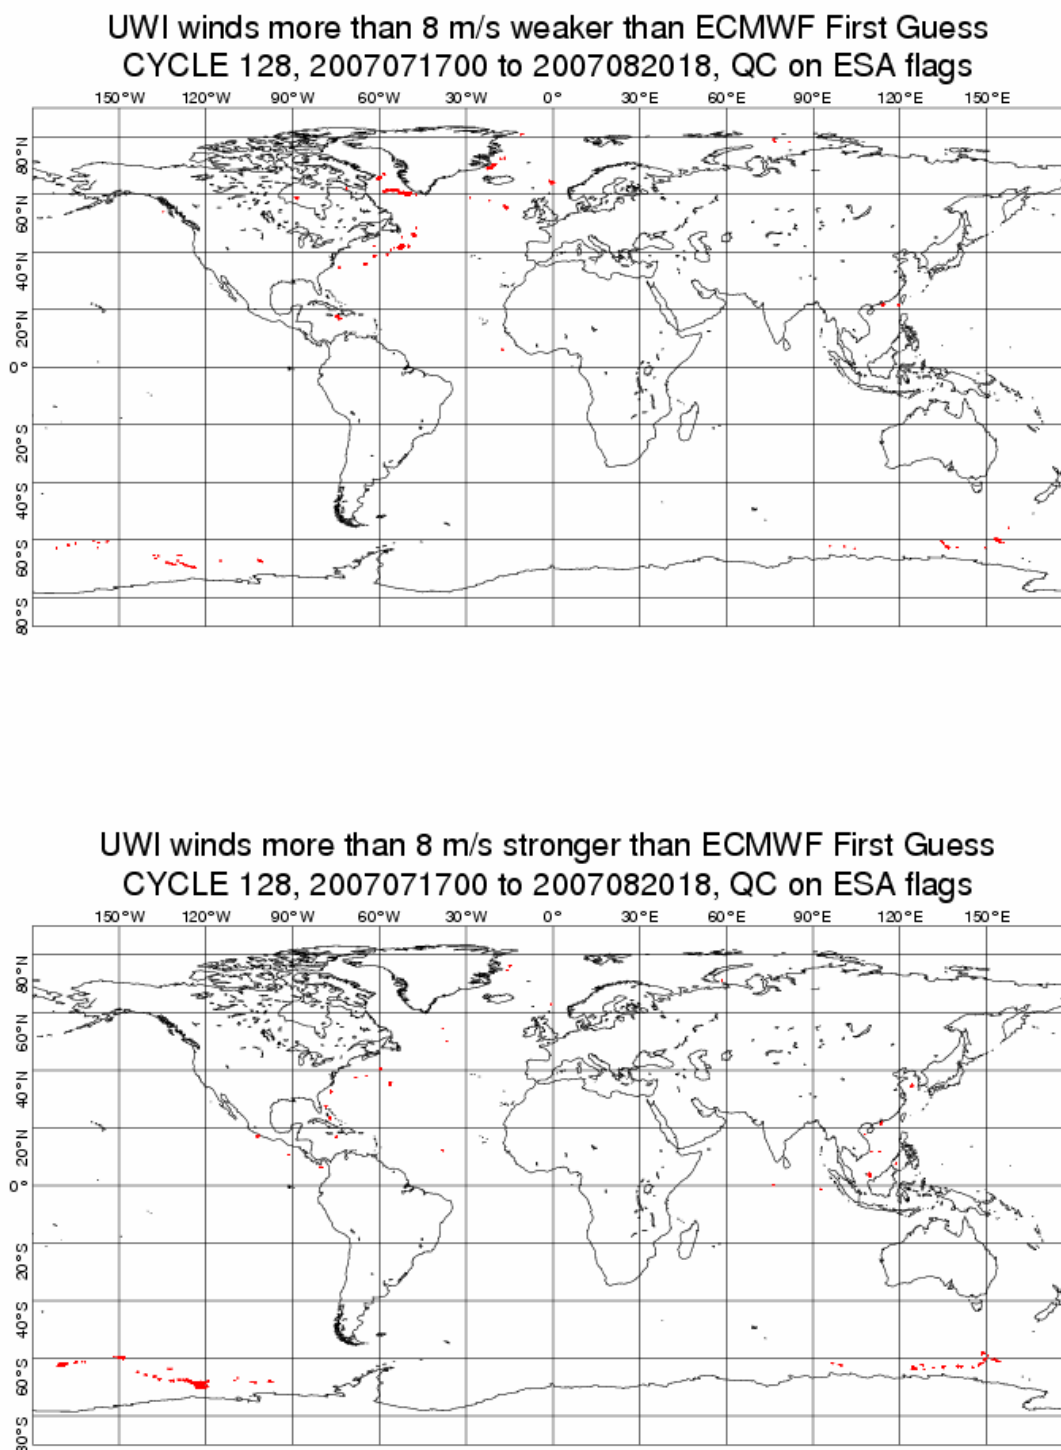 UWI winds more than 8 m/s weaker than ECMWF First Guess
CYCLE 128, 2007071700 to 2007082018, QC on ESA flags
150°W 120°W 90°W 60°W 30°W 0°E 30°E 60°E 90°E 120°E 150°E
80°N
60°N
40°N
20°N
0°
20°S
40°S
60°S
80°S
UWI winds more than 8 m/s stronger than ECMWF First Guess
CYCLE 128, 2007071700 to 2007082018, QC on ESA flags
150°W 120°W 90°W 60°W 30°W 0°E 30°E 60°E 90°E 120°E 150°E
80°N
60°N
40°N
20°N
0°
20°S
40°S
60°S
80°S